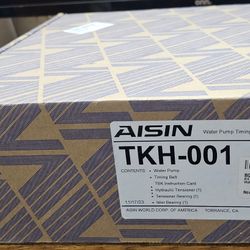 AISIN Water Pump Timing
TKH-001
CONTENTS : Water Pump
Timing Belt
TBK Instruction Card
Hydraulic Tensioner (1)
Tensioner Bearing (1)
Idler Bearing (1)
AISIN WORLD CORP. OF AMERICA TORRANCE, CA